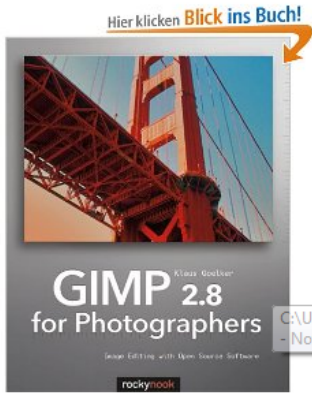 Hier klicken Blick ins Buch!
Klaus Goelker
GIMP 2.8
for Photographers
C:\U
- No
Image Editing with Open Source Software
rockynook